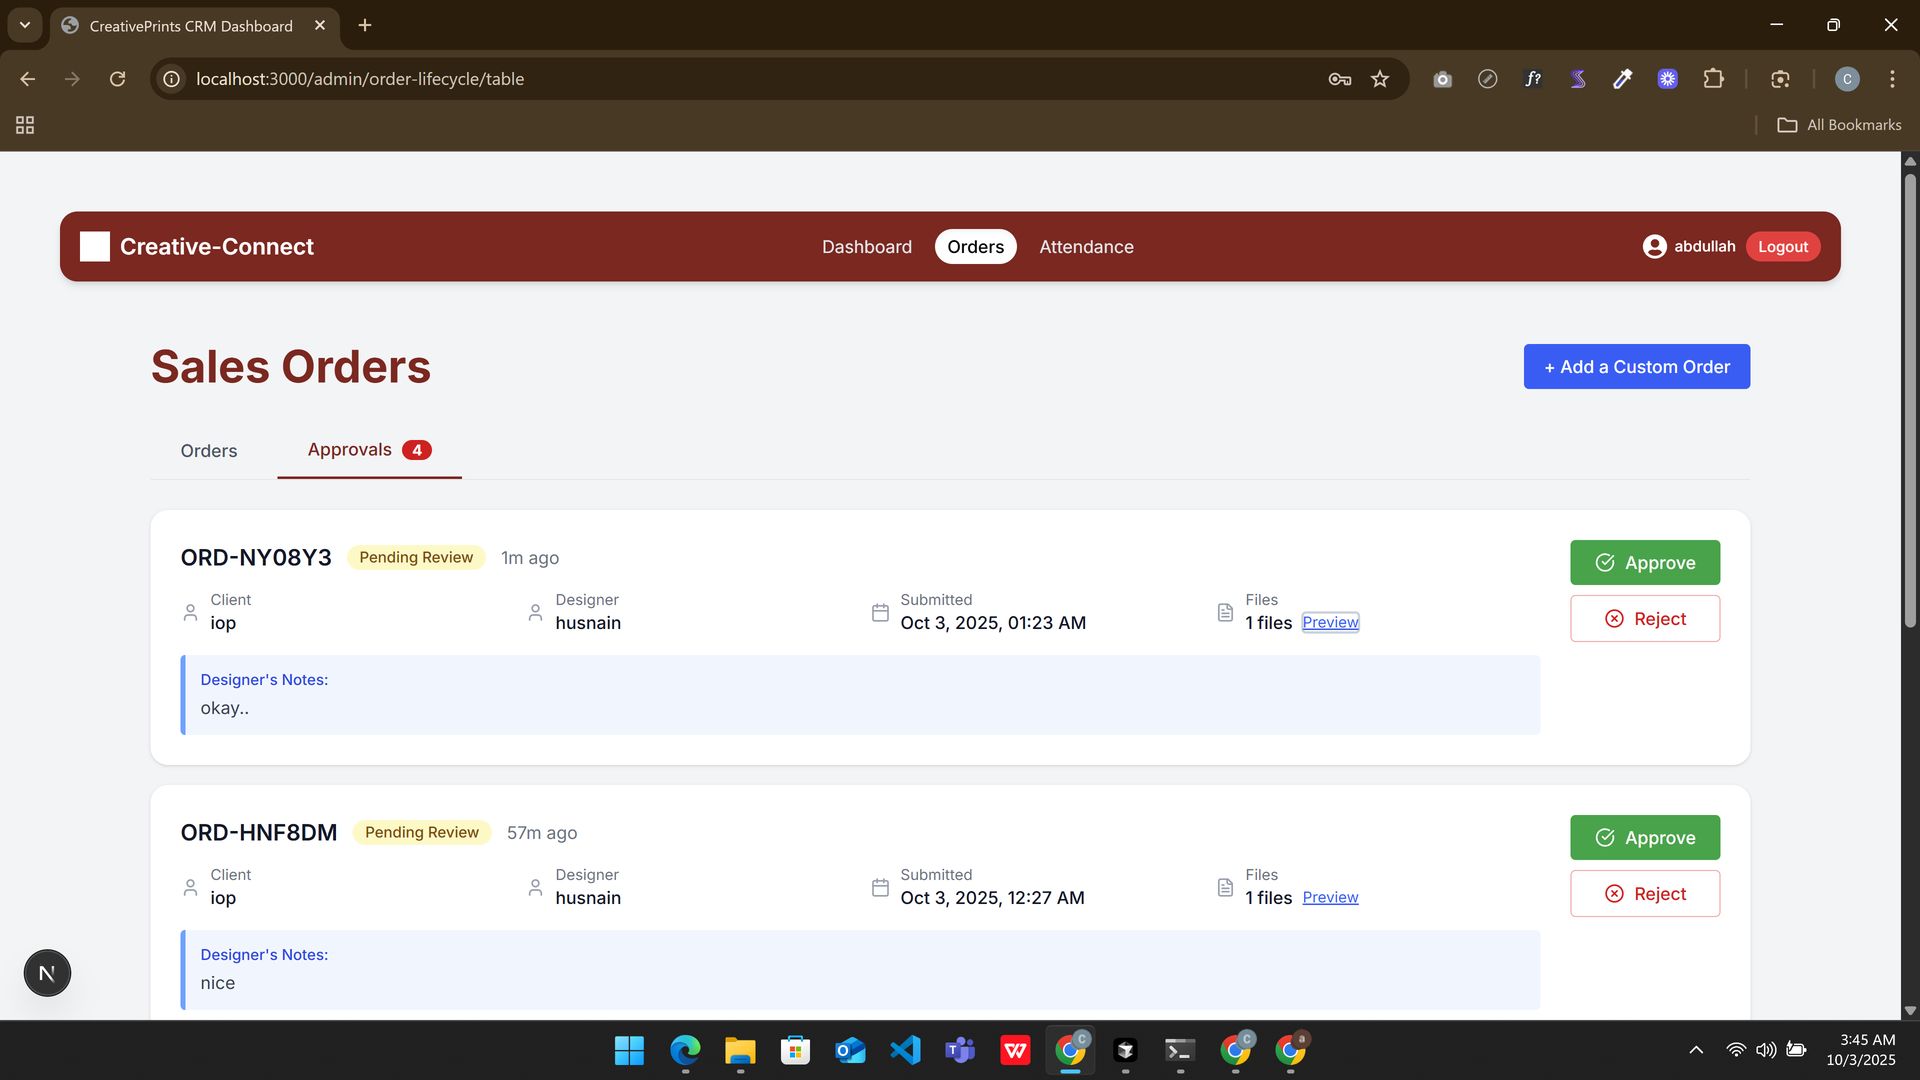 CreativePrints CRM Dashboard
localhost:3000/admin/order-lifecycle/table
f?
C
All Bookmarks
Creative-Connect
Dashboard
Orders
Attendance
abdullah
Logout
Sales Orders
+ Add a Custom Order
Orders
Approvals 4
ORD-NY08Y3 Pending Review 1m ago
Approve
Client
iop
Designer
husnain
Submitted
Oct 3, 2025, 01:23 AM
Files
1 files Preview
Reject
Designer's Notes:
okay..
ORD-HNF8DM Pending Review 57m ago
Approve
Client
iop
Designer
husnain
Submitted
Oct 3, 2025, 12:27 AM
Files
1 files Preview
Reject
Designer's Notes:
nice
N
C
C
a
3:45 AM
10/3/2025